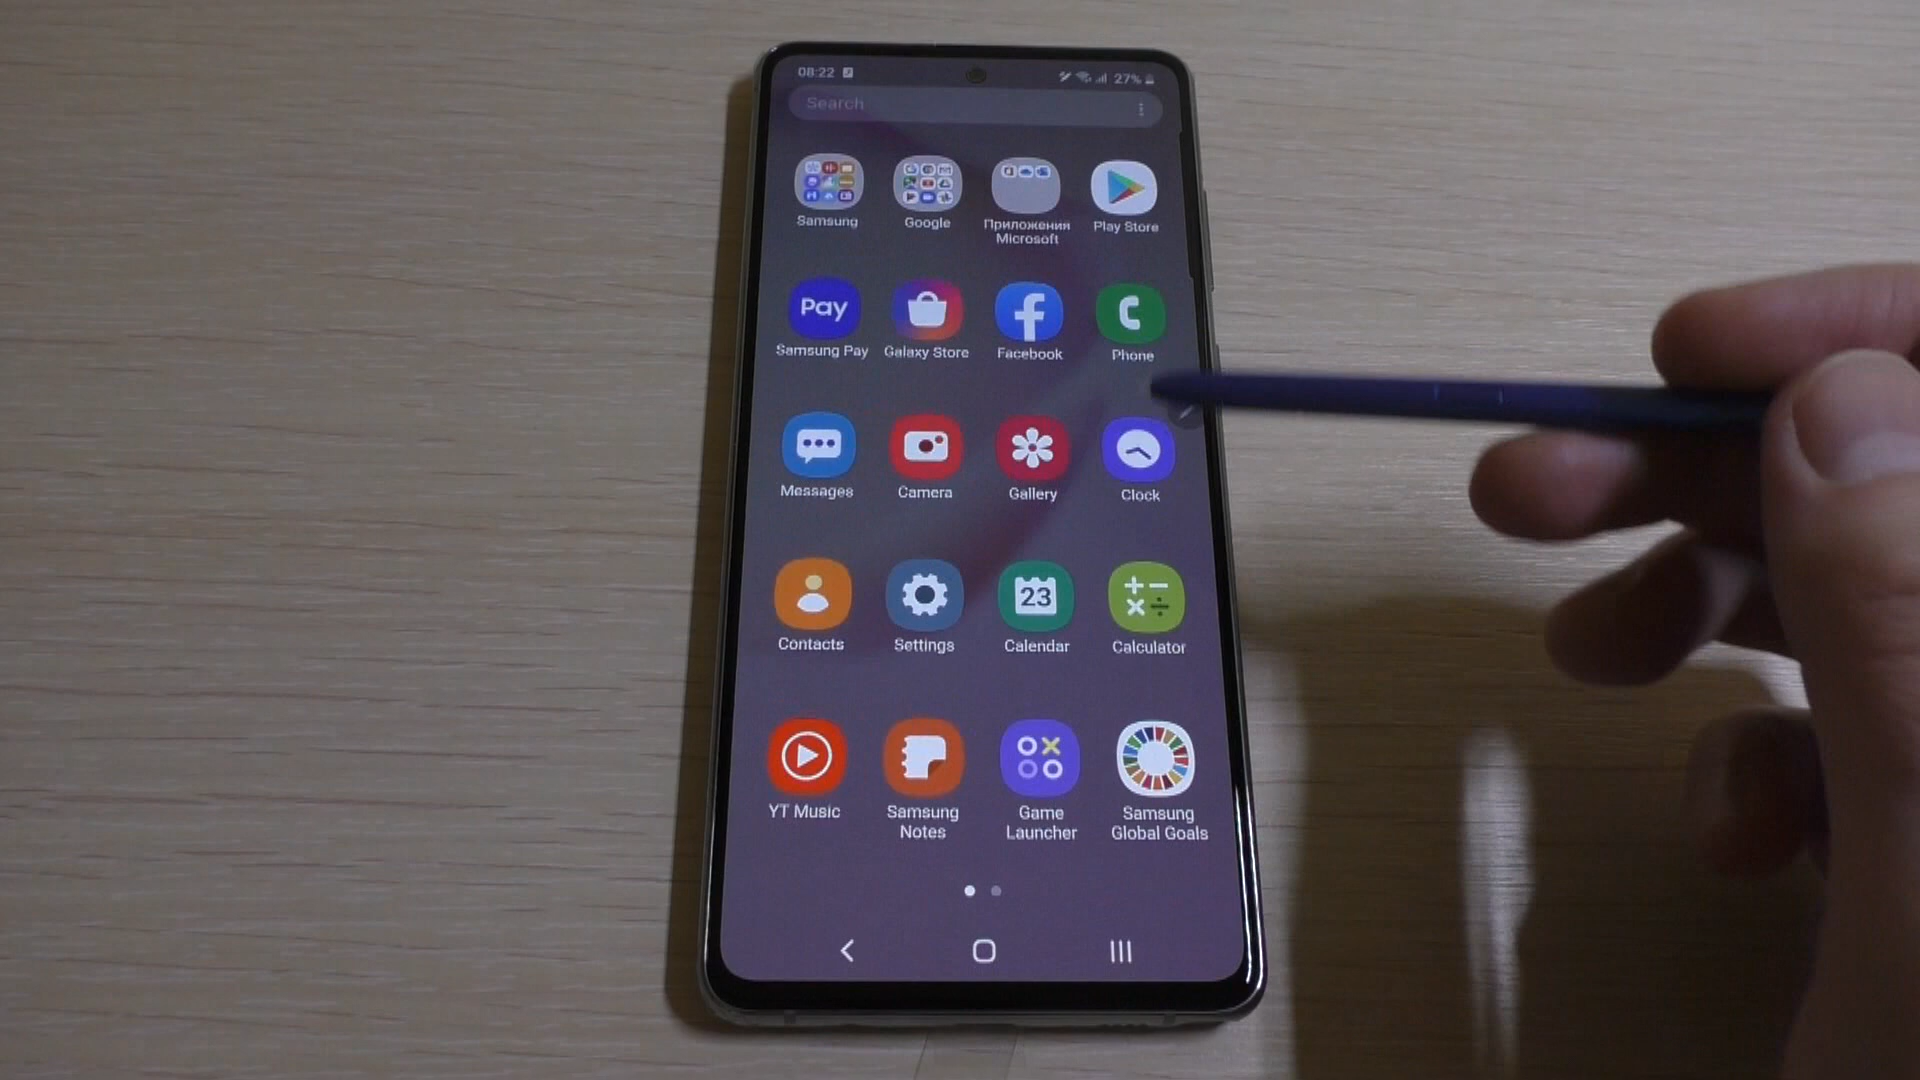 08:22 27%
Search
Samsung Google Приложения Microsoft Play Store
Pay
Samsung Pay Galaxy Store Facebook Phone
Messages Camera Gallery Clock
23
Contacts Settings Calendar Calculator
YT Music Samsung Notes Game Launcher Samsung Global Goals